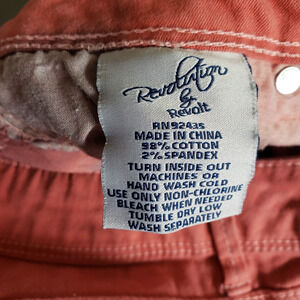 Revolution
&
Revolt
RN92435
MADE IN CHINA
98% COTTON
2% SPANDEX
TURN INSIDE OUT
MACHINES OR
HAND WASH COLD
USE ONLY NON-CHLORINE
BLEACH WHEN NEEDED
TUMBLE DRY LOW
WASH SEPARATELY